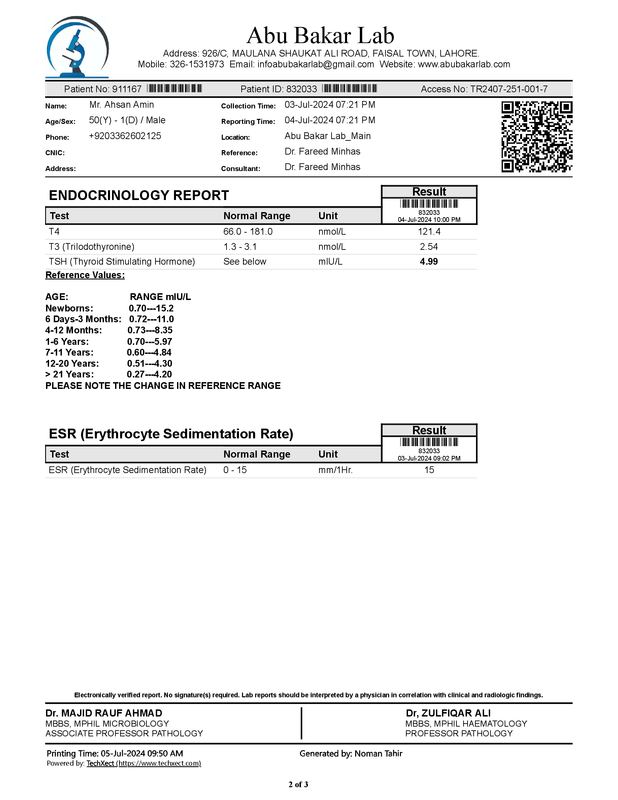 Abu Bakar Lab
Address: 926/C, MAULANA SHAUKAT ALI ROAD, FAISAL TOWN, LAHORE.
Mobile: 326-1531973 Email: infoabubakarlab@gmail.com Website: www.abubakarlab.com
Patient No: 911167 Patient ID: 832033 Access No: TR2407-251-001-7
Name: Mr. Ahsan Amin Collection Time: 03-Jul-2024 07:21 PM
Age/Sex: 50(Y) - 1(D) / Male Reporting Time: 04-Jul-2024 07:21 PM
Phone: +9203362602125 Location: Abu Bakar Lab_Main
CNIC: Reference: Dr. Fareed Minhas
Address: Consultant: Dr. Fareed Minhas
ENDOCRINOLOGY REPORT Result
832033
Test Normal Range Unit 04-Jul-2024 10:00 PM
T4 66.0 - 181.0 nmol/L 121.4
T3 (Trilodothyronine) 1.3 - 3.1 nmol/L 2.54
TSH (Thyroid Stimulating Hormone) See below mIU/L 4.99
Reference Values:
AGE: RANGE mIU/L
Newborns: 0.70---15.2
6 Days-3 Months: 0.72---11.0
4-12 Months: 0.73---8.35
1-6 Years: 0.70---5.97
7-11 Years: 0.60---4.84
12-20 Years: 0.51---4.30
> 21 Years: 0.27---4.20
PLEASE NOTE THE CHANGE IN REFERENCE RANGE
ESR (Erythrocyte Sedimentation Rate) Result
832033
Test Normal Range Unit 03-Jul-2024 09:02 PM
ESR (Erythrocyte Sedimentation Rate) 0 - 15 mm/1Hr. 15
Electronically verified report. No signature(s) required. Lab reports should be interpreted by a physician in correlation with clinical and radiologic findings.
Dr. MAJID RAUF AHMAD Dr, ZULFIQAR ALI
MBBS, MPHIL MICROBIOLOGY MBBS, MPHIL HAEMATOLOGY
ASSOCIATE PROFESSOR PATHOLOGY PROFESSOR PATHOLOGY
Printing Time: 05-Jul-2024 09:50 AM Generated by: Noman Tahir
Powered by: TechXect (https://www.techxect.com)
2 of 3